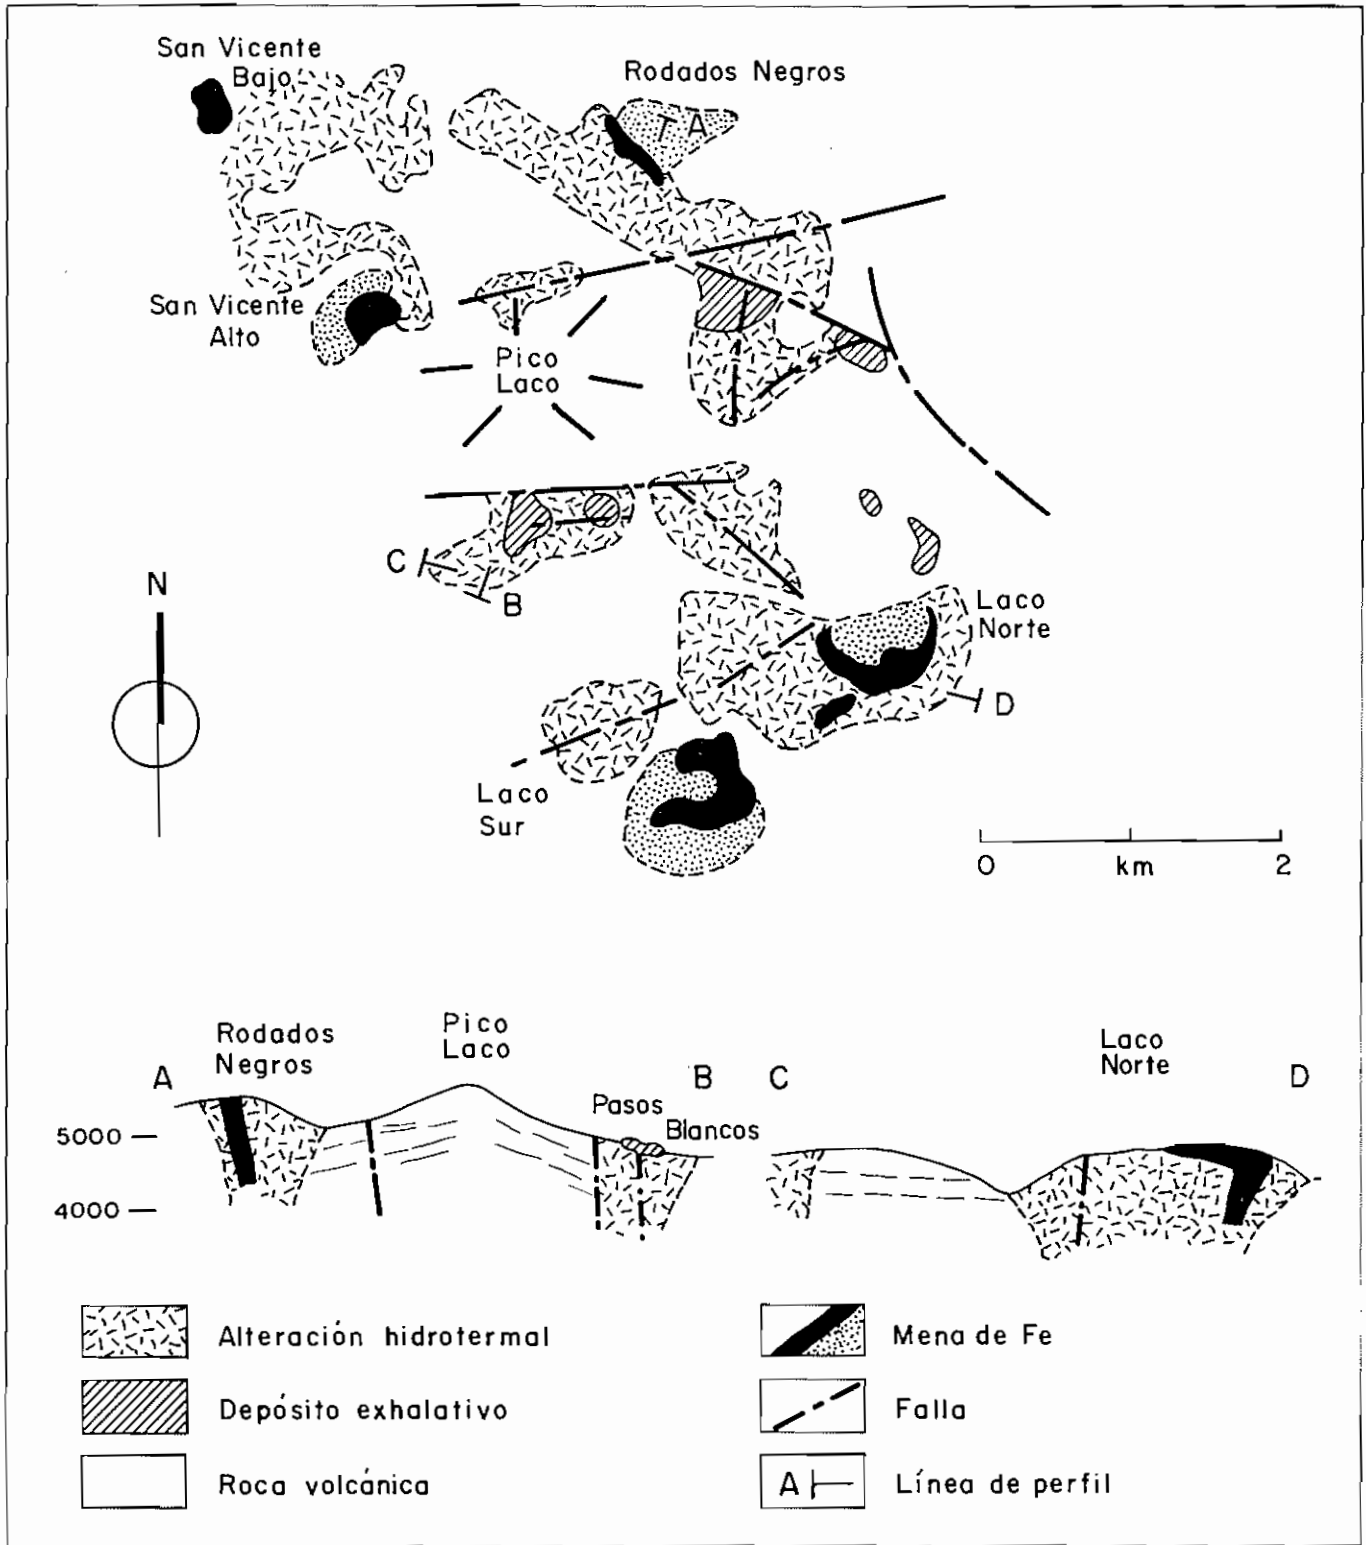 San Vicente
Bajo
Rodados Negros
A
San Vicente
Alto
Pico
Laco
C
B
N
Laco
Norte
D
Laco
Sur
0 km 2
Rodados
Negros
Pico
Laco
Laco
Norte
A
B
C
D
Pasos
Blancos
5000
4000
Alteración hidrotermal
Mena de Fe
Depósito exhalativo
Falla
Roca volcánica
A
Línea de perfil